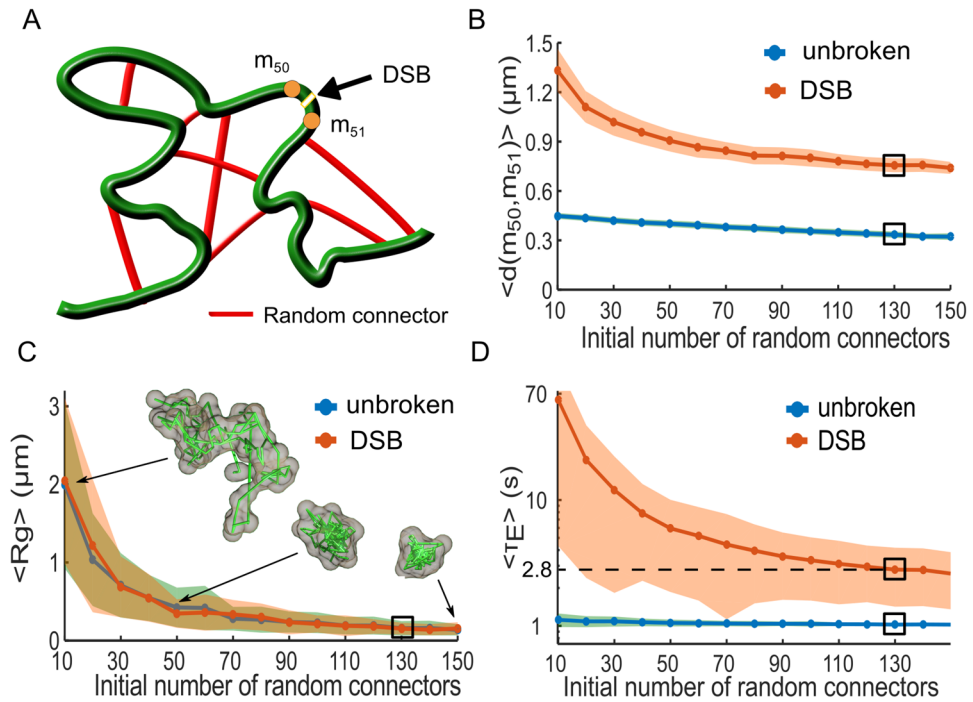 A
m50
DSB
m51
Random connector
B
<d(m50,m51)> (µm)
1.5
1.2
0.9
0.6
0.3
0
unbroken
DSB
10 30 50 70 90 110 130 150
Initial number of random connectors
C
<Rg> (µm)
3
2
1
0
unbroken
DSB
10 30 50 70 90 110 130 150
Initial number of random connectors
D
<τE> (s)
70
10
2.8
1
unbroken
DSB
10 30 50 70 90 110 130 150
Initial number of random connectors